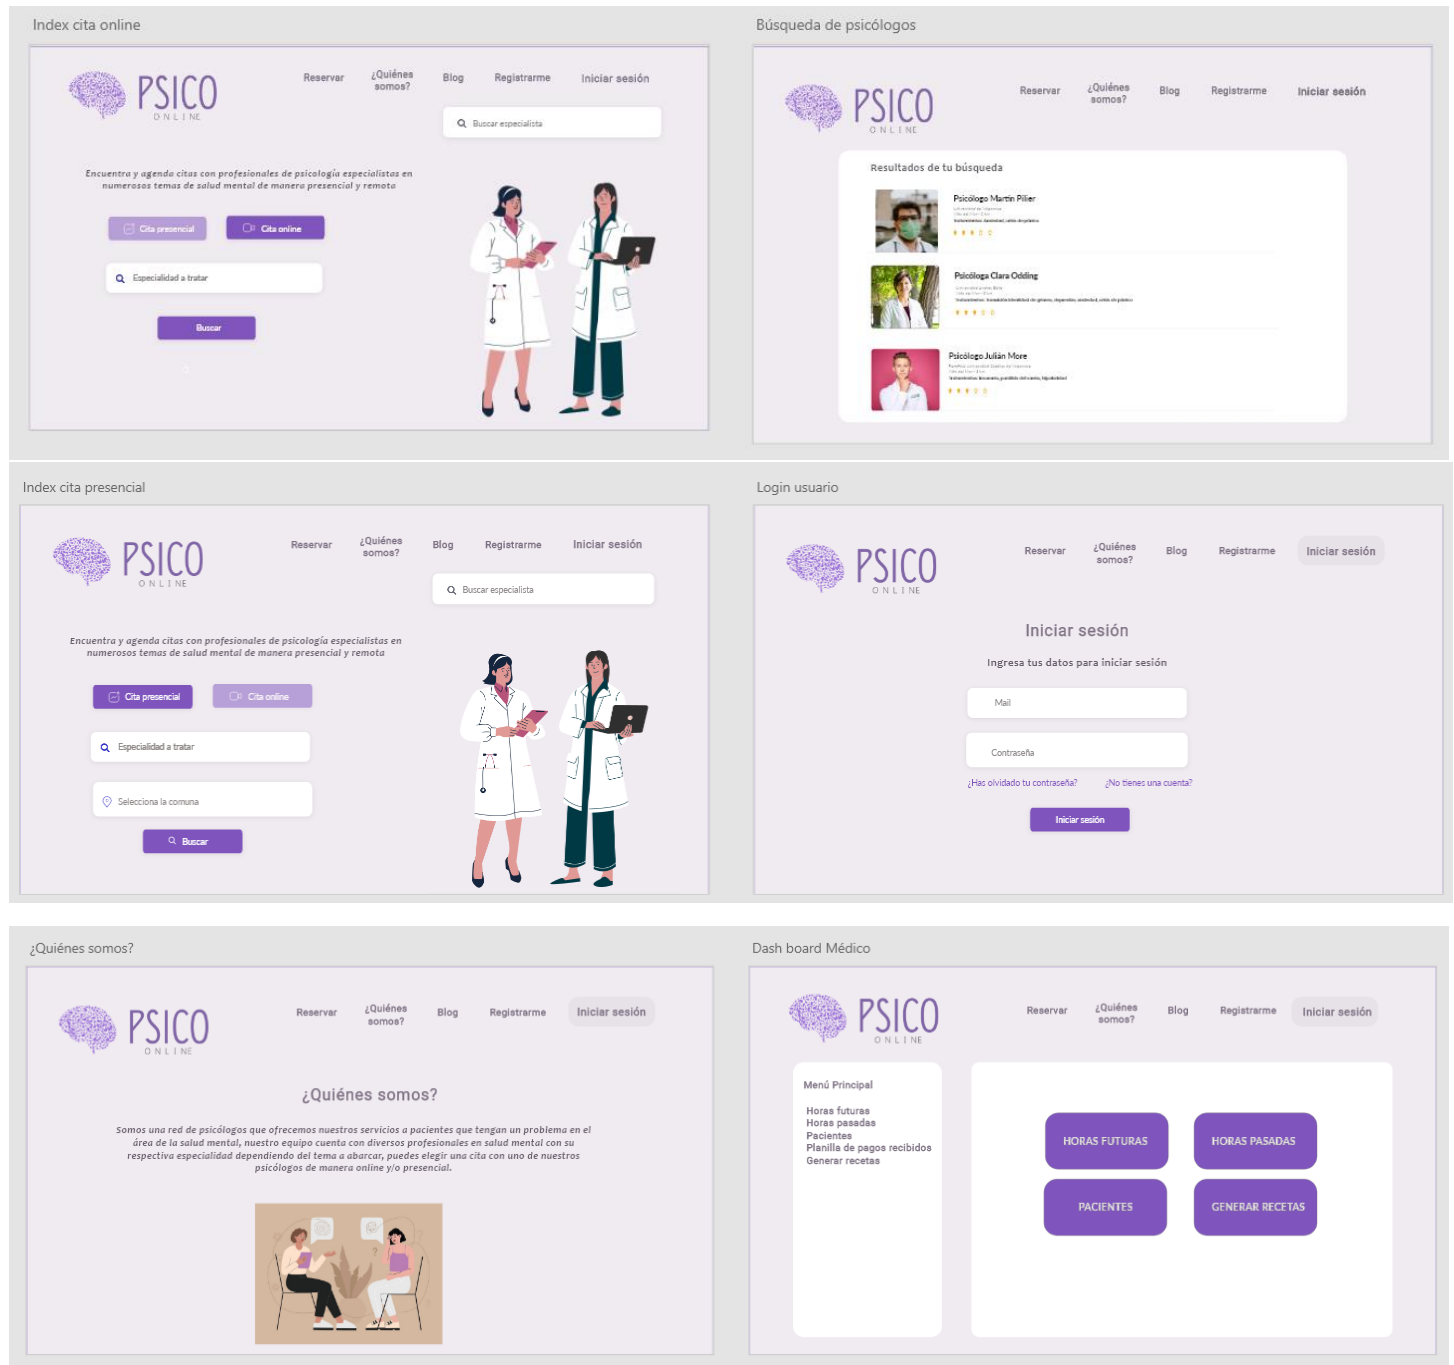 Index cita online
PSICO
ONLINE
Reservar
¿Quiénes
somos?
Blog
Registrarme
Iniciar sesión
Buscar especialista
Encuentra y agenda citas con profesionales de psicología especialistas en
numerosos temas de salud mental de manera presencial y remota
Cita presencial
Cita online
Especialidad a tratar
Buscar
Búsqueda de psicólogos
PSICO
ONLINE
Reservar
¿Quiénes
somos?
Blog
Registrarme
Iniciar sesión
Resultados de tu búsqueda
Psicólogo Martín Pilier
Psicóloga Clara Odding
Psicólogo Julián More
Index cita presencial
PSICO
ONLINE
Reservar
¿Quiénes
somos?
Blog
Registrarme
Iniciar sesión
Buscar especialista
Encuentra y agenda citas con profesionales de psicología especialistas en
numerosos temas de salud mental de manera presencial y remota
Cita presencial
Cita online
Especialidad a tratar
Selecciona la comuna
Buscar
Login usuario
PSICO
ONLINE
Reservar
¿Quiénes
somos?
Blog
Registrarme
Iniciar sesión
Iniciar sesión
Ingresa tus datos para iniciar sesión
Mail
Contraseña
¿Has olvidado tu contraseña?
¿No tienes una cuenta?
Iniciar sesión
¿Quiénes somos?
PSICO
ONLINE
Reservar
¿Quiénes
somos?
Blog
Registrarme
Iniciar sesión
¿Quiénes somos?
Somos una red de psicólogos que ofrecemos nuestros servicios a pacientes que tengan un problema en el
área de la salud mental, nuestro equipo cuenta con diversos profesionales en salud mental con su
respectiva especialidad dependiendo del tema a abarcar, puedes elegir una cita con uno de nuestros
psicólogos de manera online y/o presencial.
Dash board Médico
PSICO
ONLINE
Reservar
¿Quiénes
somos?
Blog
Registrarme
Iniciar sesión
Menú Principal
Horas futuras
Horas pasadas
Pacientes
Planilla de pagos recibidos
Generar recetas
HORAS FUTURAS
HORAS PASADAS
PACIENTES
GENERAR RECETAS